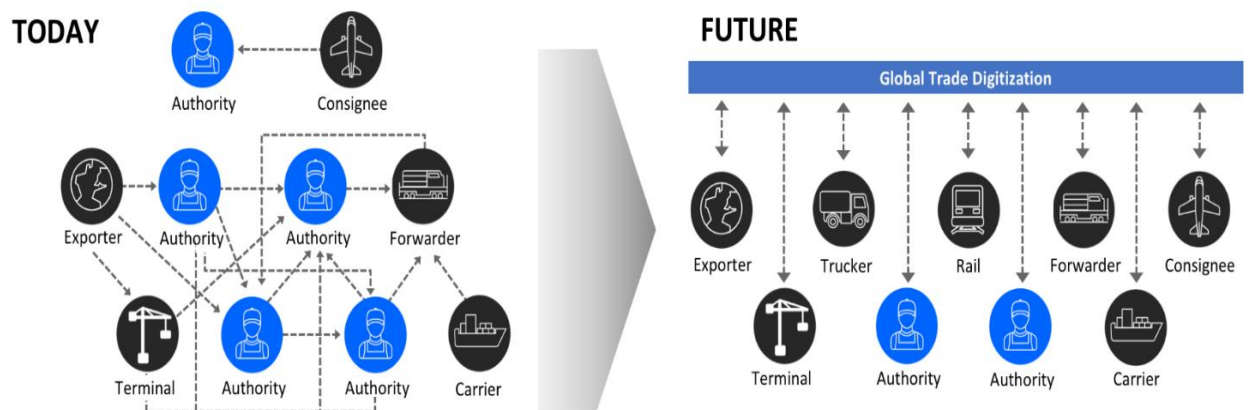 TODAY
Authority
Consignee
Exporter
Authority
Authority
Forwarder
Terminal
Authority
Authority
Carrier
FUTURE
Global Trade Digitization
Exporter
Trucker
Rail
Forwarder
Consignee
Terminal
Authority
Authority
Carrier